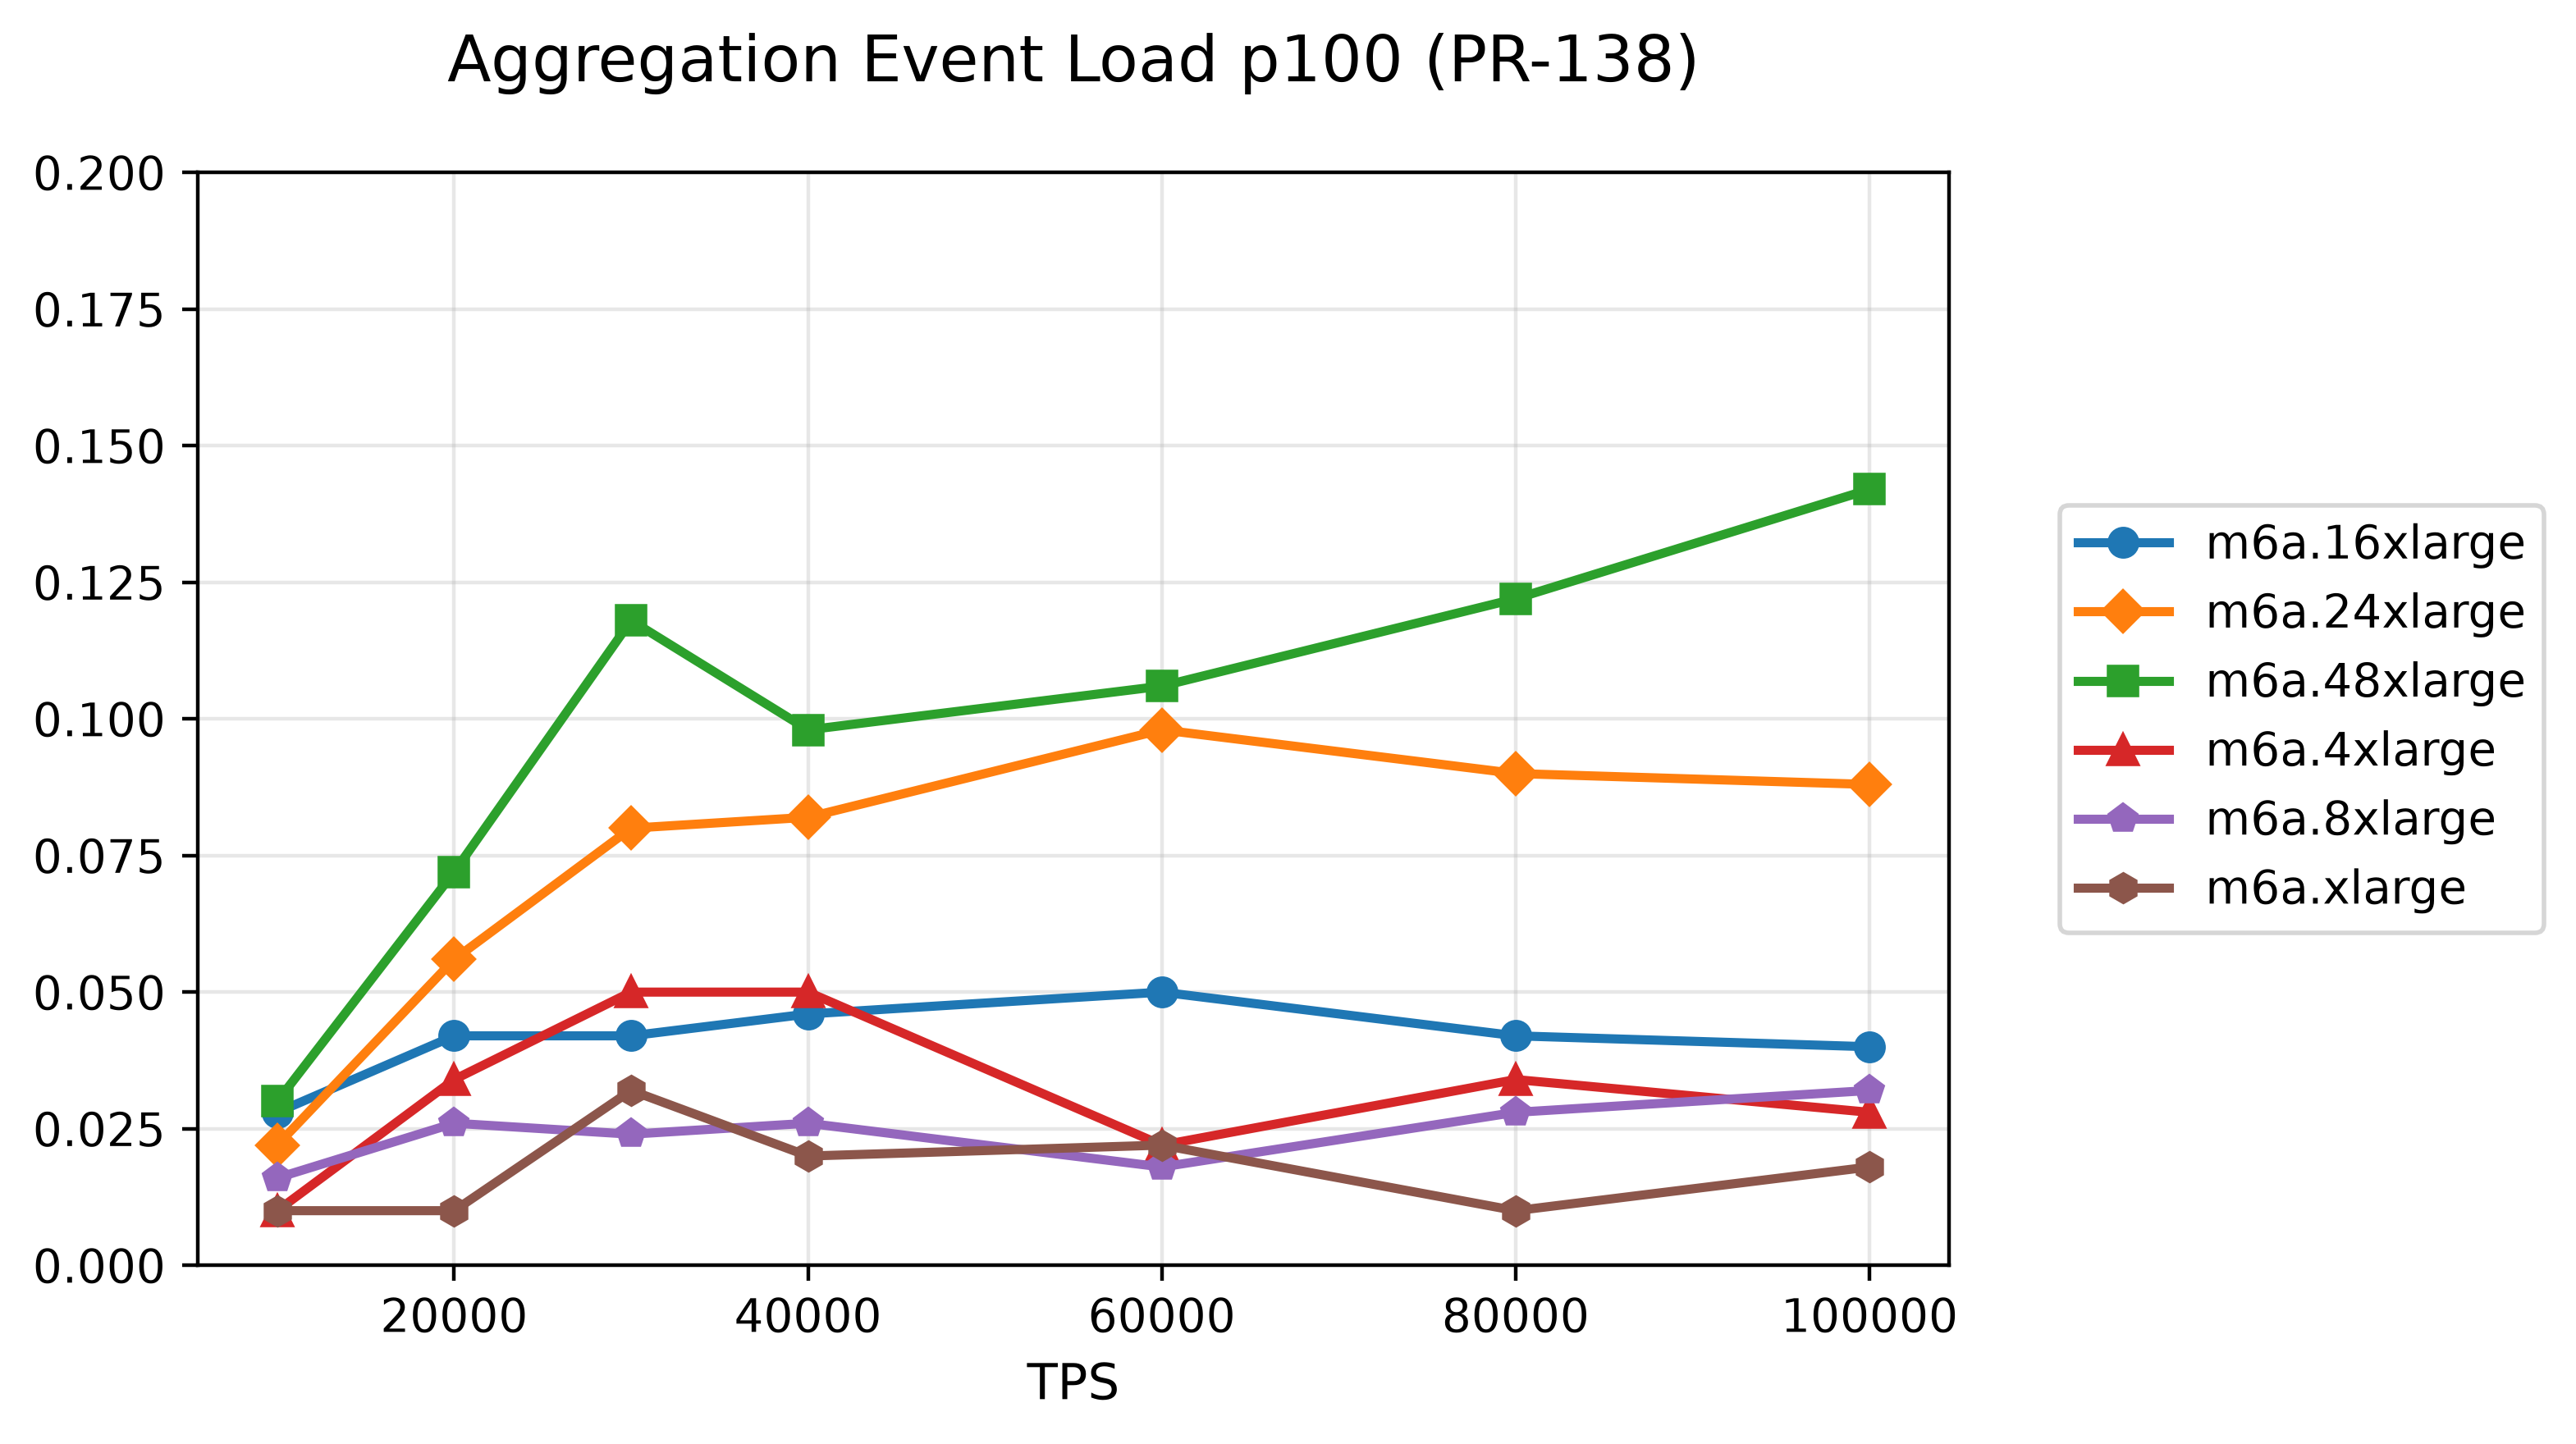 Aggregation Event Load p100 (PR-138)
0.200
0.175
0.150
0.125
0.100
0.075
0.050
0.025
0.000
20000 40000 60000 80000 100000
TPS
m6a.16xlarge
m6a.24xlarge
m6a.48xlarge
m6a.4xlarge
m6a.8xlarge
m6a.xlarge